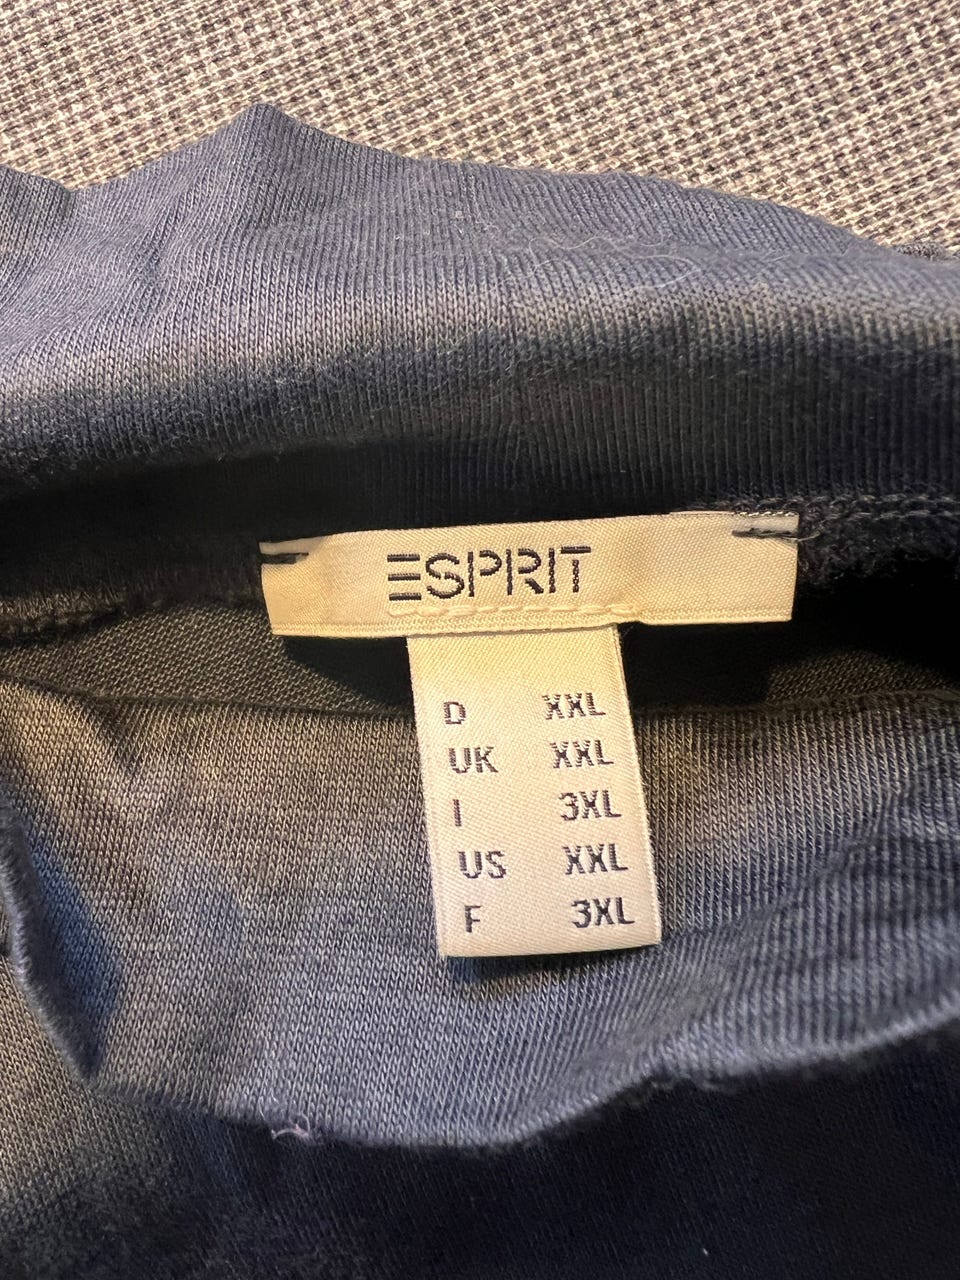 ESPRIT
D XXL
UK XXL
I 3XL
US XXL
F 3XL